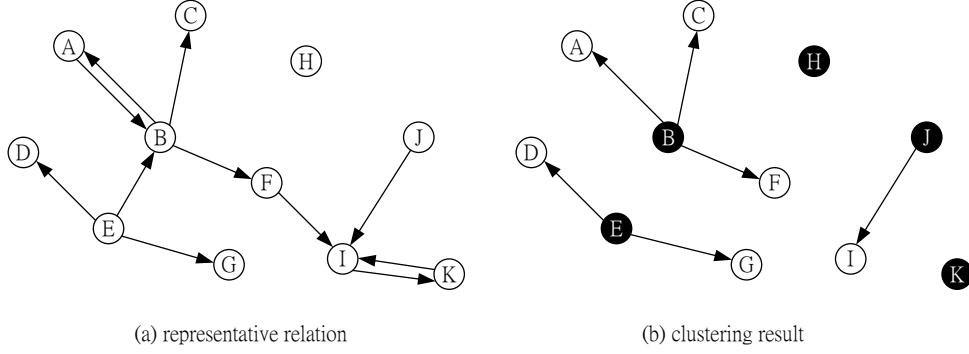 A
C
H
B
J
D
F
E
G
I
K
(a) representative relation
A
C
H
B
J
D
F
E
G
I
K
(b) clustering result